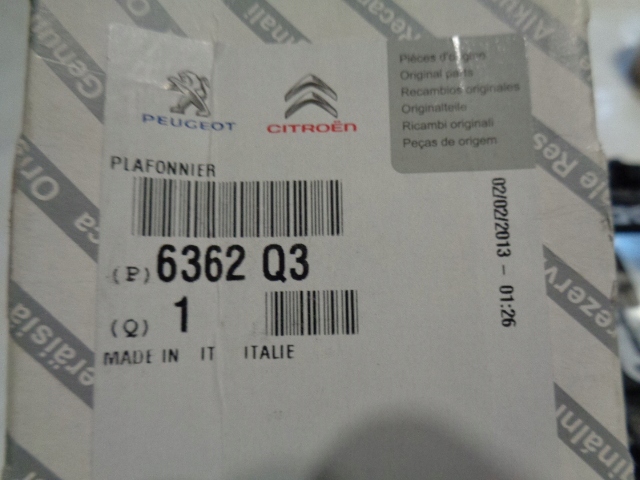 PEUGEOT
CITROËN
Pièces d'origine
Original parts
Recambios originales
Originalteile
Ricambi originali
Peças de origem
PLAFONNIER
(P) 6362 Q3
(Q) 1
MADE IN IT ITALIE
02/02/2013 - 01:26